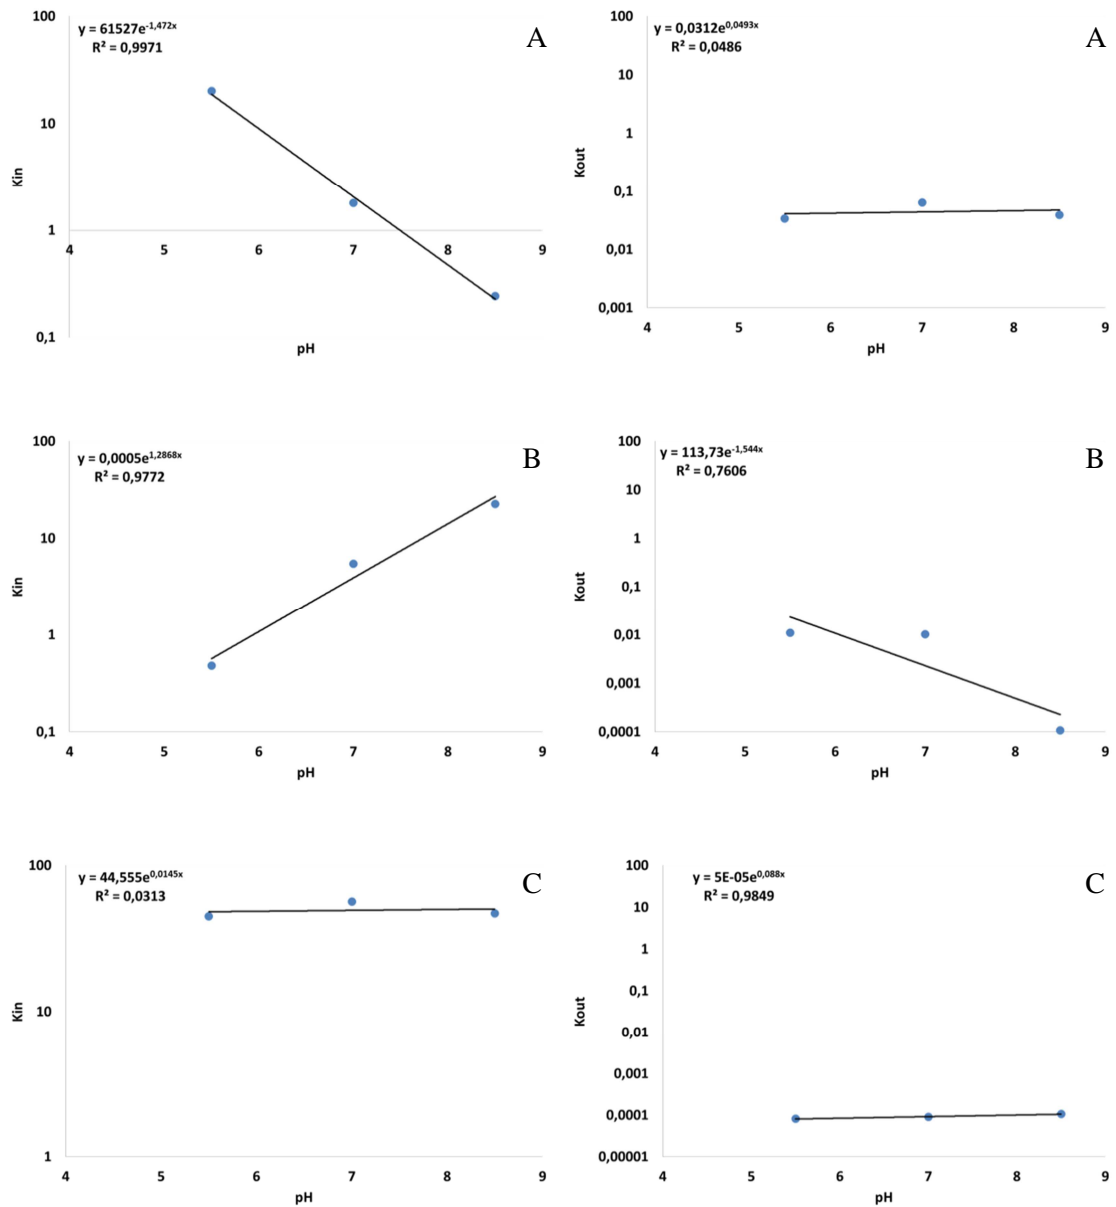 y = 61527e-1,472x
R² = 0,9971
A
100
10
1
0,1
Kin
4 5 6 7 8 9
pH
y = 0,0312e0,0493x
R² = 0,0486
A
100
10
1
0,1
0,01
0,001
Kout
4 5 6 7 8 9
pH
y = 0,0005e1,2868x
R² = 0,9772
B
100
10
1
0,1
Kin
4 5 6 7 8 9
pH
y = 113,73e-1,544x
R² = 0,7606
B
100
10
1
0,1
0,01
0,001
0,0001
Kout
4 5 6 7 8 9
pH
y = 44,555e0,0145x
R² = 0,0313
C
100
10
1
Kin
4 5 6 7 8 9
pH
y = 5E-05e0,088x
R² = 0,9849
C
100
10
1
0,1
0,01
0,001
0,0001
0,00001
Kout
4 5 6 7 8 9
pH